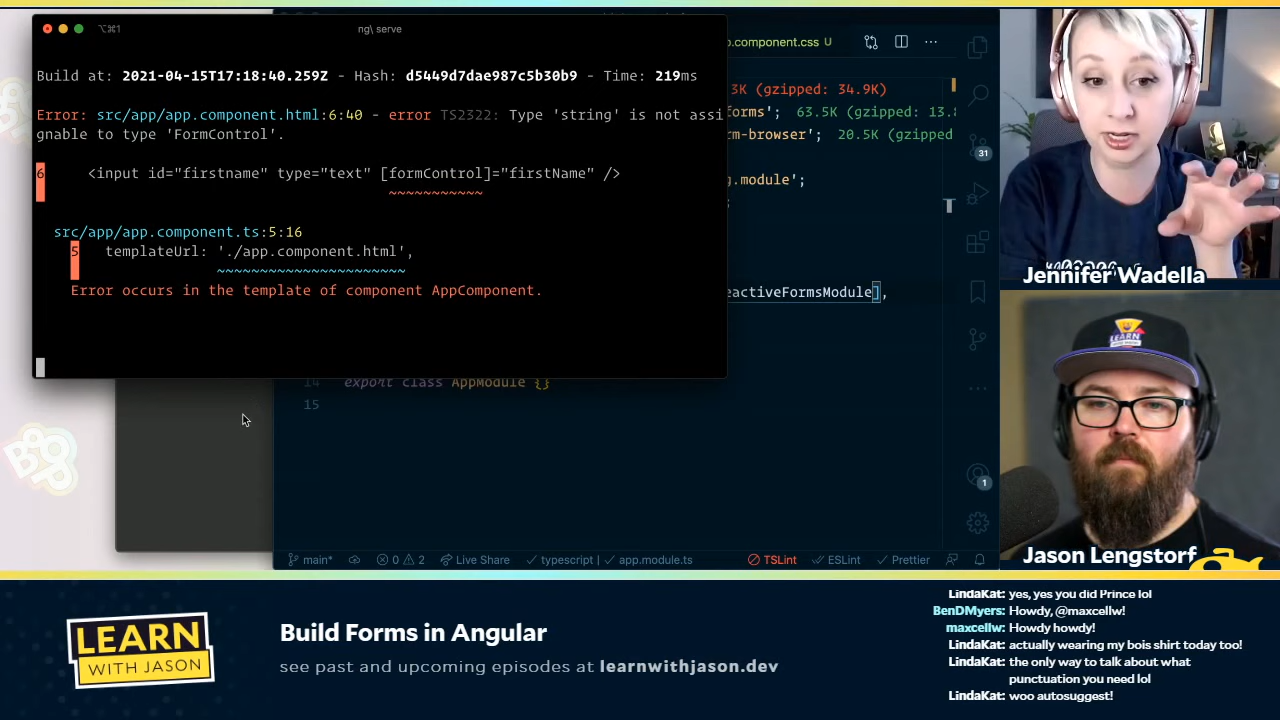 ⌥⌘1
ng\ serve
Build at: 2021-04-15T17:18:40.259Z - Hash: d5449d7dae987c5b30b9 - Time: 219ms
Error: src/app/app.component.html:6:40 - error TS2322: Type 'string' is not assi
gnable to type 'FormControl'.
6 <input id="firstname" type="text" [formControl]="firstName" />
~~~~~~~~~~~
src/app/app.component.ts:5:16
5 templateUrl: './app.component.html',
~~~~~~~~~~~~~~~~~~~~~~
Error occurs in the template of component AppComponent.
p.component.css U
3K (gzipped: 34.9K)
orms'; 63.5K (gzipped: 13.8
rm-browser'; 20.5K (gzipped
g.module';
;
eactiveFormsModule],
14 export class AppModule {}
15
31
1
main* 0 2 Live Share typescript | app.module.ts TSLint ESLint Prettier
Jennifer Wadella
LEARN
Jason Lengstorf
LEARN
WITH JASON
Build Forms in Angular
see past and upcoming episodes at learnwithjason.dev
LindaKat: yes, yes you did Prince lol
BenDMyers: Howdy, @maxcellw!
maxcellw: Howdy howdy!
LindaKat: actually wearing my bois shirt today too!
LindaKat: the only way to talk about what
punctuation you need lol
LindaKat: woo autosuggest!